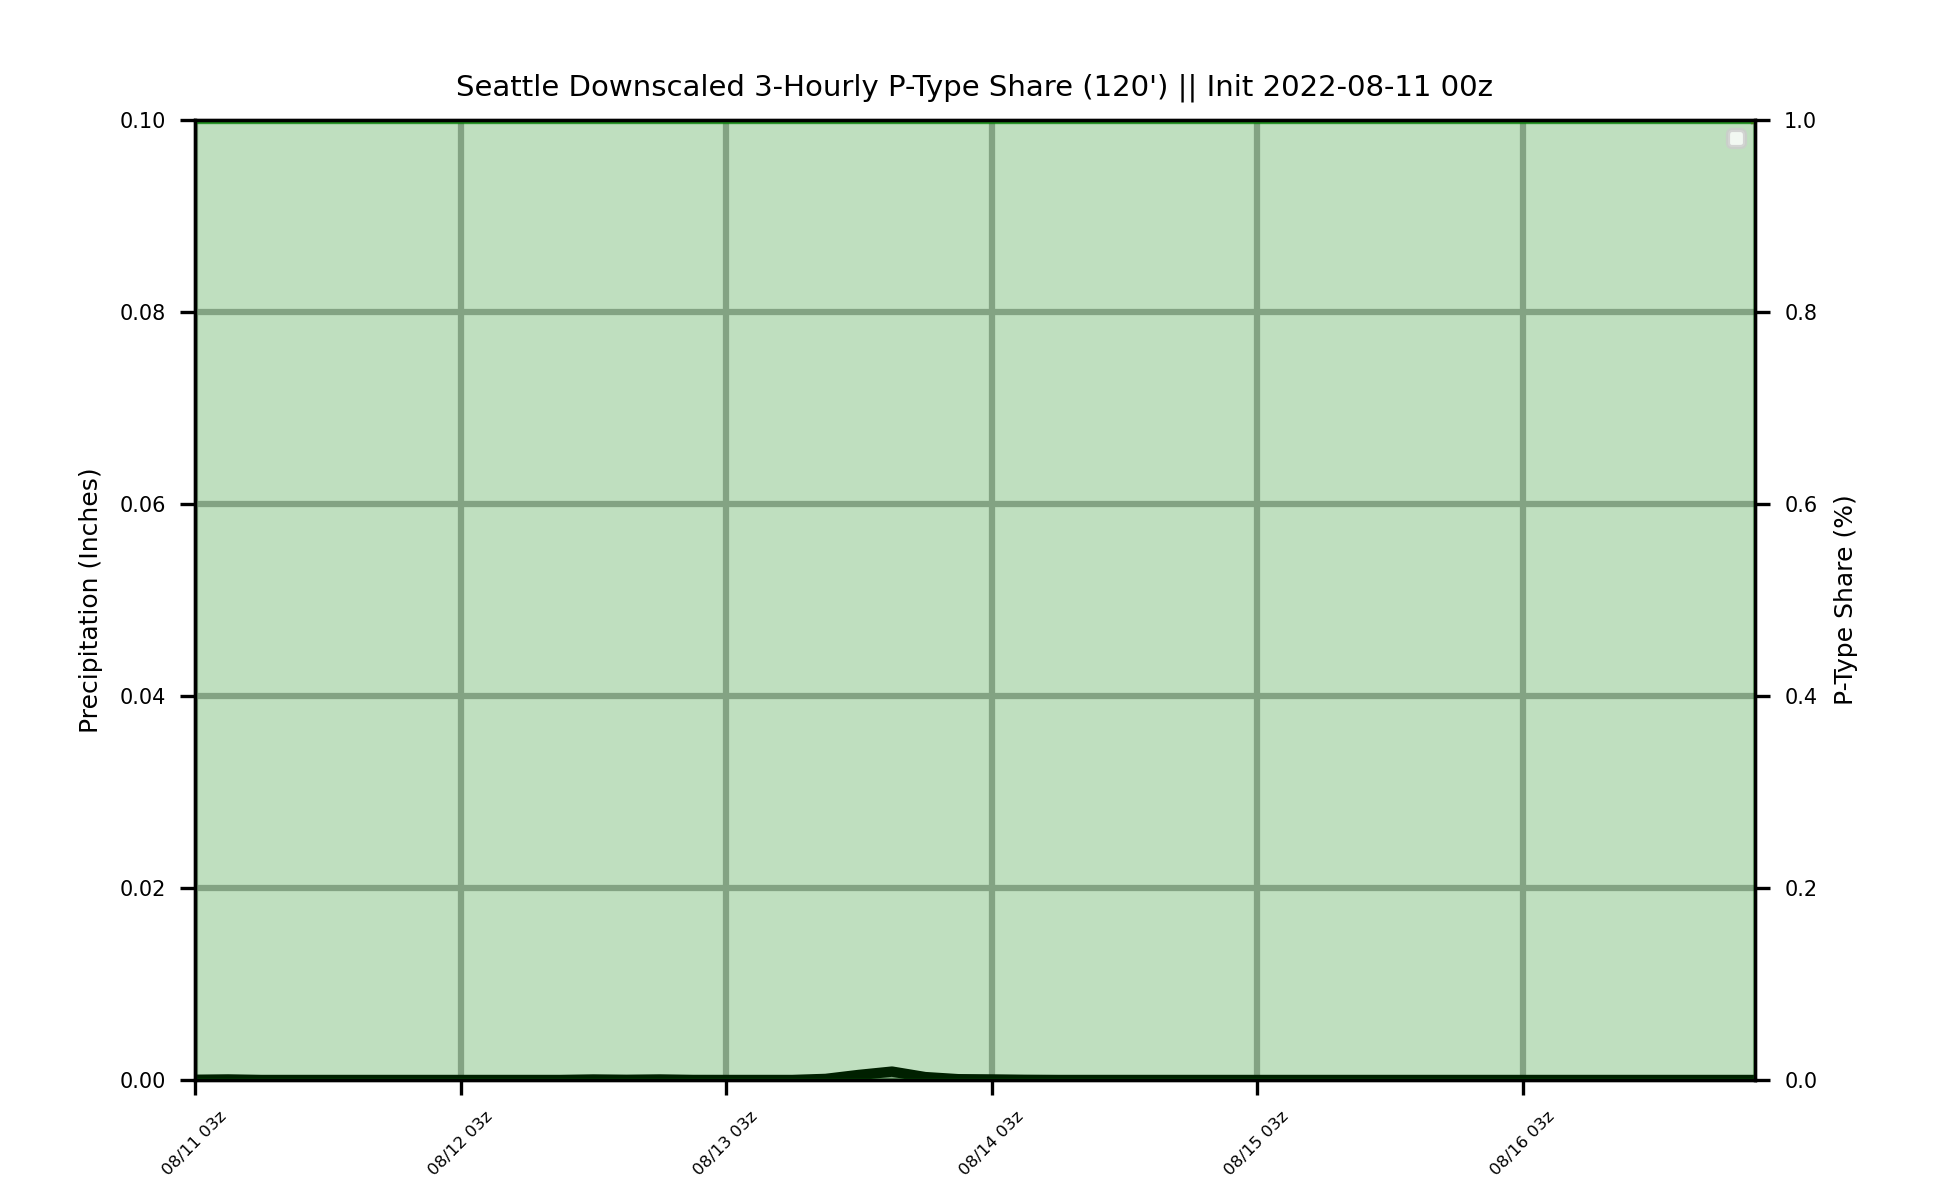 Seattle Downscaled 3-Hourly P-Type Share (120') || Init 2022-08-11 00z
Precipitation (Inches)
0.10
0.08
0.06
0.04
0.02
0.00
1.0
0.8
0.6
0.4
0.2
0.0
P-Type Share (%)
08/11 03z
08/12 03z
08/13 03z
08/14 03z
08/15 03z
08/16 03z